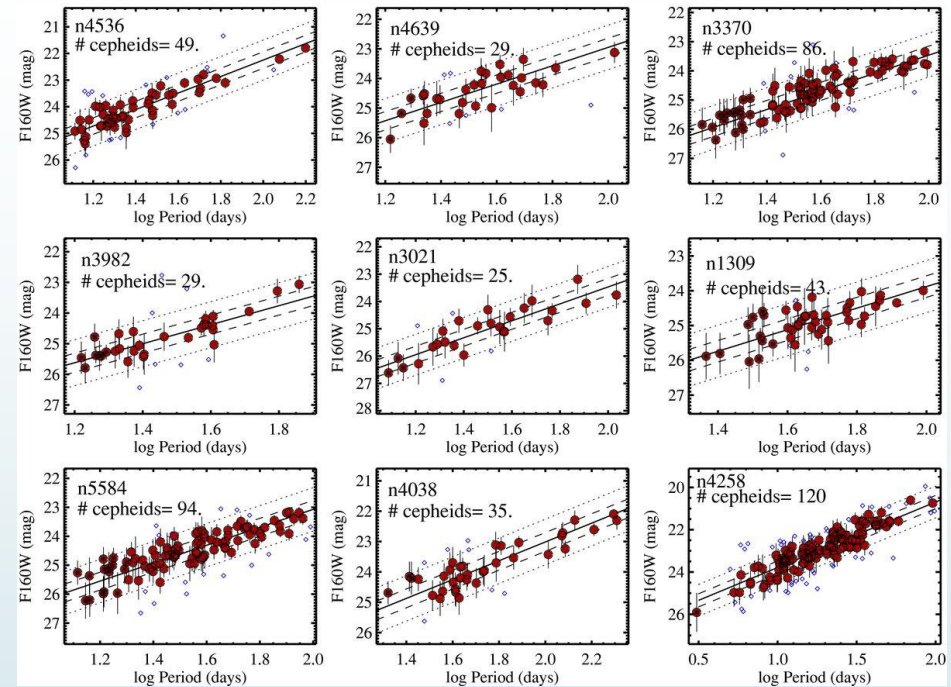 n4536
# cepheids= 49.
F160W (mag)
21
22
23
24
25
26
1.2 1.4 1.6 1.8 2.0 2.2
log Period (days)
n4639
# cepheids= 29.
F160W (mag)
22
23
24
25
26
27
1.2 1.4 1.6 1.8 2.0
log Period (days)
n3370
# cepheids= 86.
F160W (mag)
22
23
24
25
26
27
1.2 1.4 1.6 1.8 2.0
log Period (days)
n3982
# cepheids= 29.
F160W (mag)
22
23
24
25
26
27
1.2 1.4 1.6 1.8
log Period (days)
n3021
# cepheids= 25.
F160W (mag)
22
23
24
25
26
27
28
1.2 1.4 1.6 1.8 2.0
log Period (days)
n1309
# cepheids= 43.
F160W (mag)
23
24
25
26
27
1.4 1.6 1.8 2.0
log Period (days)
n5584
# cepheids= 94.
F160W (mag)
22
23
24
25
26
27
1.2 1.4 1.6 1.8 2.0
log Period (days)
n4038
# cepheids= 35.
F160W (mag)
21
22
23
24
25
26
1.4 1.6 1.8 2.0 2.2
log Period (days)
n4258
# cepheids= 120
F160W (mag)
20
22
24
26
0.5 1.0 1.5 2.0
log Period (days)